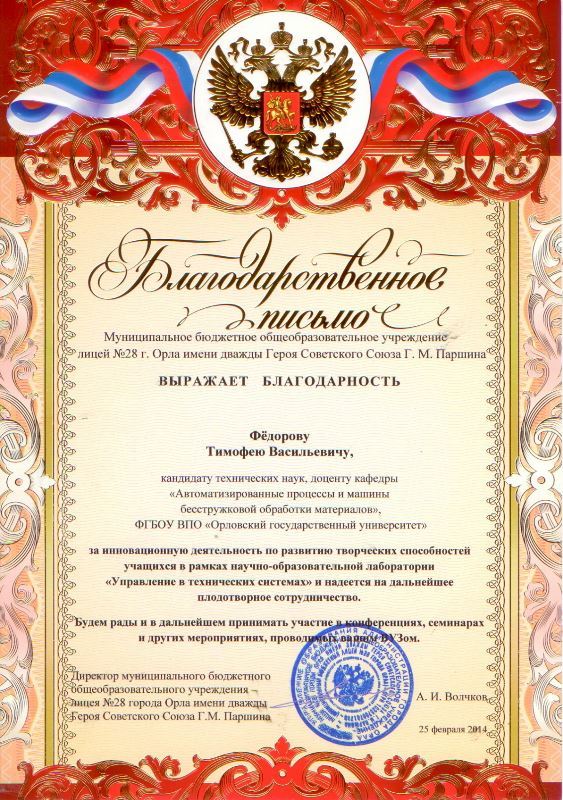 Благодарственное
письмо
Муниципальное бюджетное общеобразовательное учреждение
лицей №28 г. Орла имени дважды Героя Советского Союза Г. М. Паршина
ВЫРАЖАЕТ БЛАГОДАРНОСТЬ
Фёдорову
Тимофею Васильевичу,
кандидату технических наук, доценту кафедры
«Автоматизированные процессы и машины
бесстружковой обработки материалов»,
ФГБОУ ВПО «Орловский государственный университет»
за инновационную деятельность по развитию творческих способностей
учащихся в рамках научно-образовательной лаборатории
«Управление в технических системах» и надеется на дальнейшее
плодотворное сотрудничество.
Будем рады и в дальнейшем принимать участие в конференциях, семинарах
и других мероприятиях, проводимых вашим ВУЗом.
Директор муниципального бюджетного
общеобразовательного учреждения
лицея №28 города Орла имени дважды
Героя Советского Союза Г.М. Паршина
А. И. Волчков
25 февраля 2014